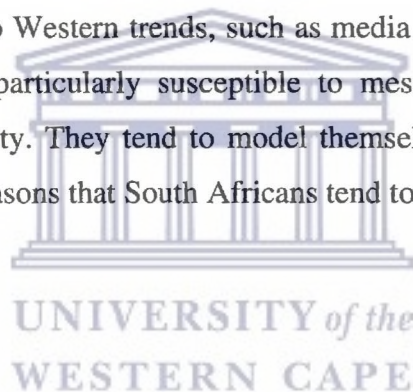 o Western trends, such as media
particularly susceptible to mes
ty. They tend to model themsel
sons that South Africans tend to
UNIVERSITY of the
WESTERN CAPE